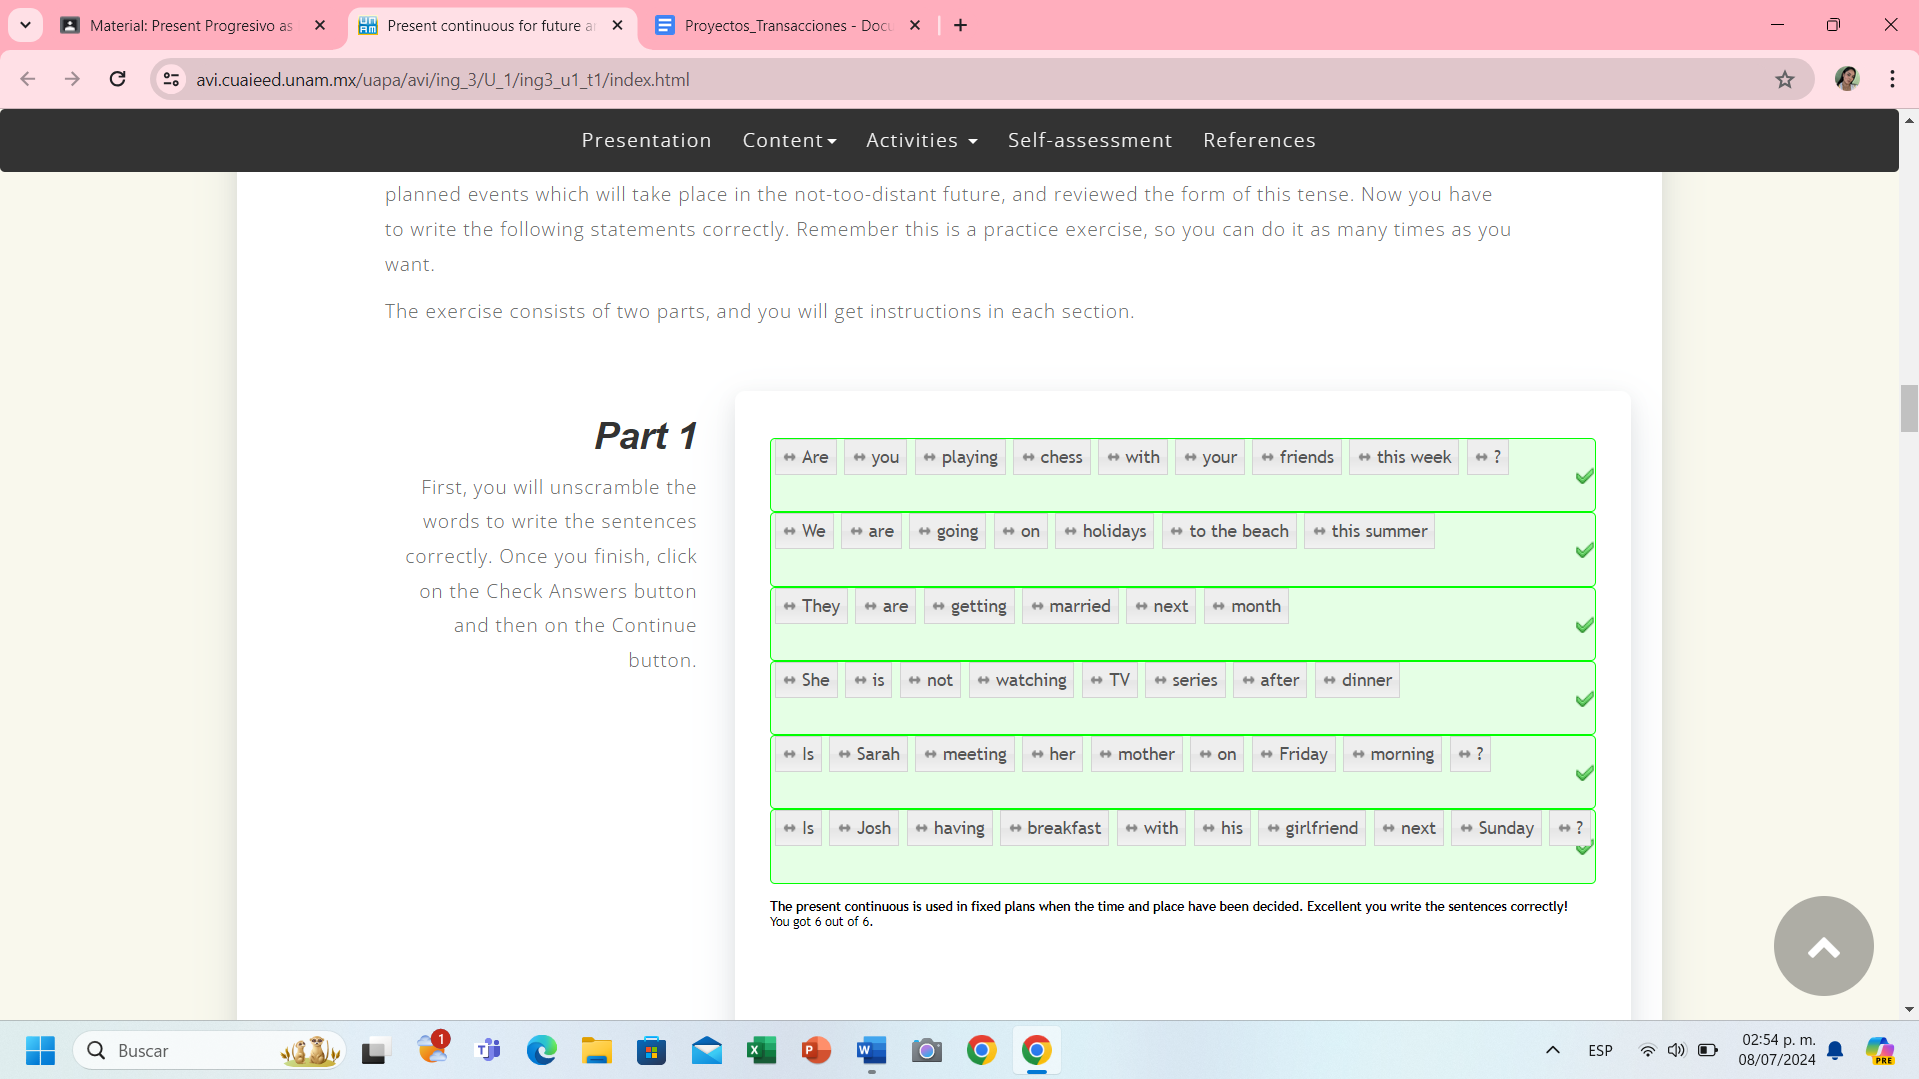 Material: Present Progresivo as
Present continuous for future a
Proyectos_Transacciones - Docu
avi.cuaieed.unam.mx/uapa/avi/ing_3/U_1/ing3_u1_t1/index.html
Presentation Content Activities Self-assessment References
planned events which will take place in the not-too-distant future, and reviewed the form of this tense. Now you have
to write the following statements correctly. Remember this is a practice exercise, so you can do it as many times as you
want.
The exercise consists of two parts, and you will get instructions in each section.
Part 1
First, you will unscramble the
words to write the sentences
correctly. Once you finish, click
on the Check Answers button
and then on the Continue
button.
Are you playing chess with your friends this week ?
We are going on holidays to the beach this summer
They are getting married next month
She is not watching TV series after dinner
Is Sarah meeting her mother on Friday morning ?
Is Josh having breakfast with his girlfriend next Sunday ?
The present continuous is used in fixed plans when the time and place have been decided. Excellent you write the sentences correctly!
You got 6 out of 6.
Buscar
1
ESP
02:54 p. m.
08/07/2024
PRE